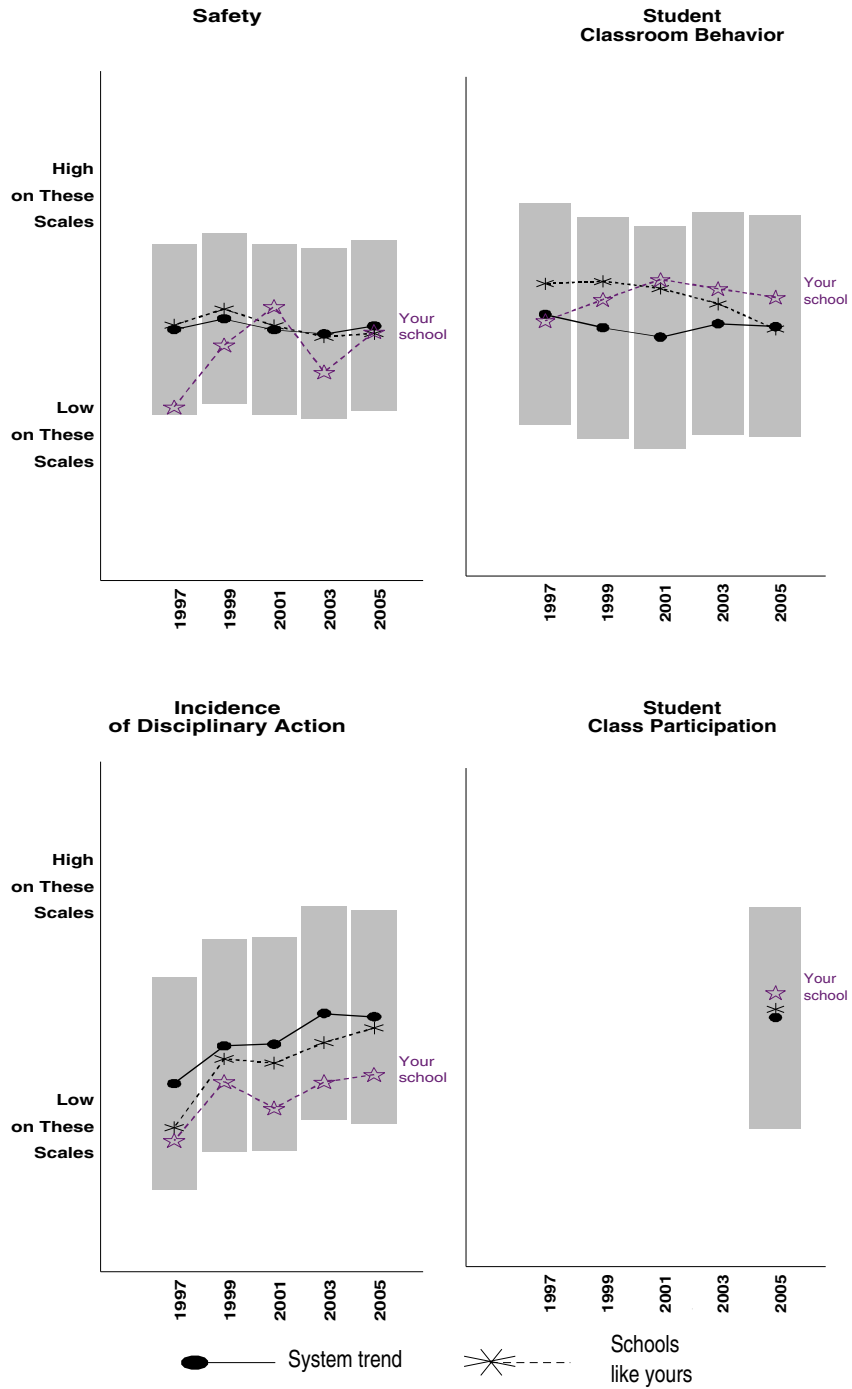 Safety
Student
Classroom Behavior
High
on These
Scales
Your
school
Low
on These
Scales
1997
1999
2001
2003
2005
Your
school
1997
1999
2001
2003
2005
Incidence
of Disciplinary Action
Student
Class Participation
High
on These
Scales
Your
school
Low
on These
Scales
1997
1999
2001
2003
2005
Your
school
1997
1999
2001
2003
2005
System trend
Schools
like yours